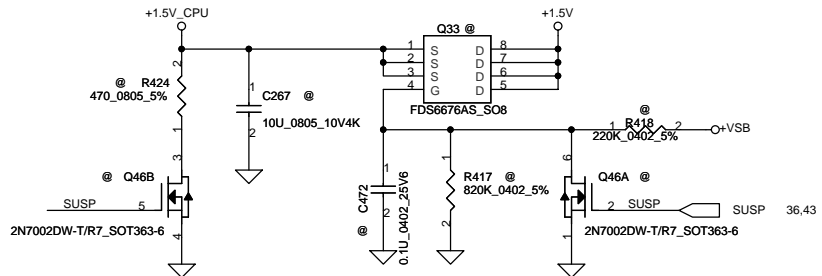 +1.5V_CPU
+1.5V
Q33 @
1 S D 8
2 S D 7
3 S D 6
4 G D 5
FDS6676AS_SO8
2
@ R424
470_0805_5%
1
1
C267 @
10U_0805_10V4K
2
@
1 R418 2
220K_0402_5%
+VSB
3
@ Q46B
SUSP 5
4
2N7002DW-T/R7_SOT363-6
1
2
@ C472
0.1U_0402_25V6
1
R417 @
820K_0402_5%
2
6
Q46A @
2 SUSP
1
2N7002DW-T/R7_SOT363-6
SUSP 36,43